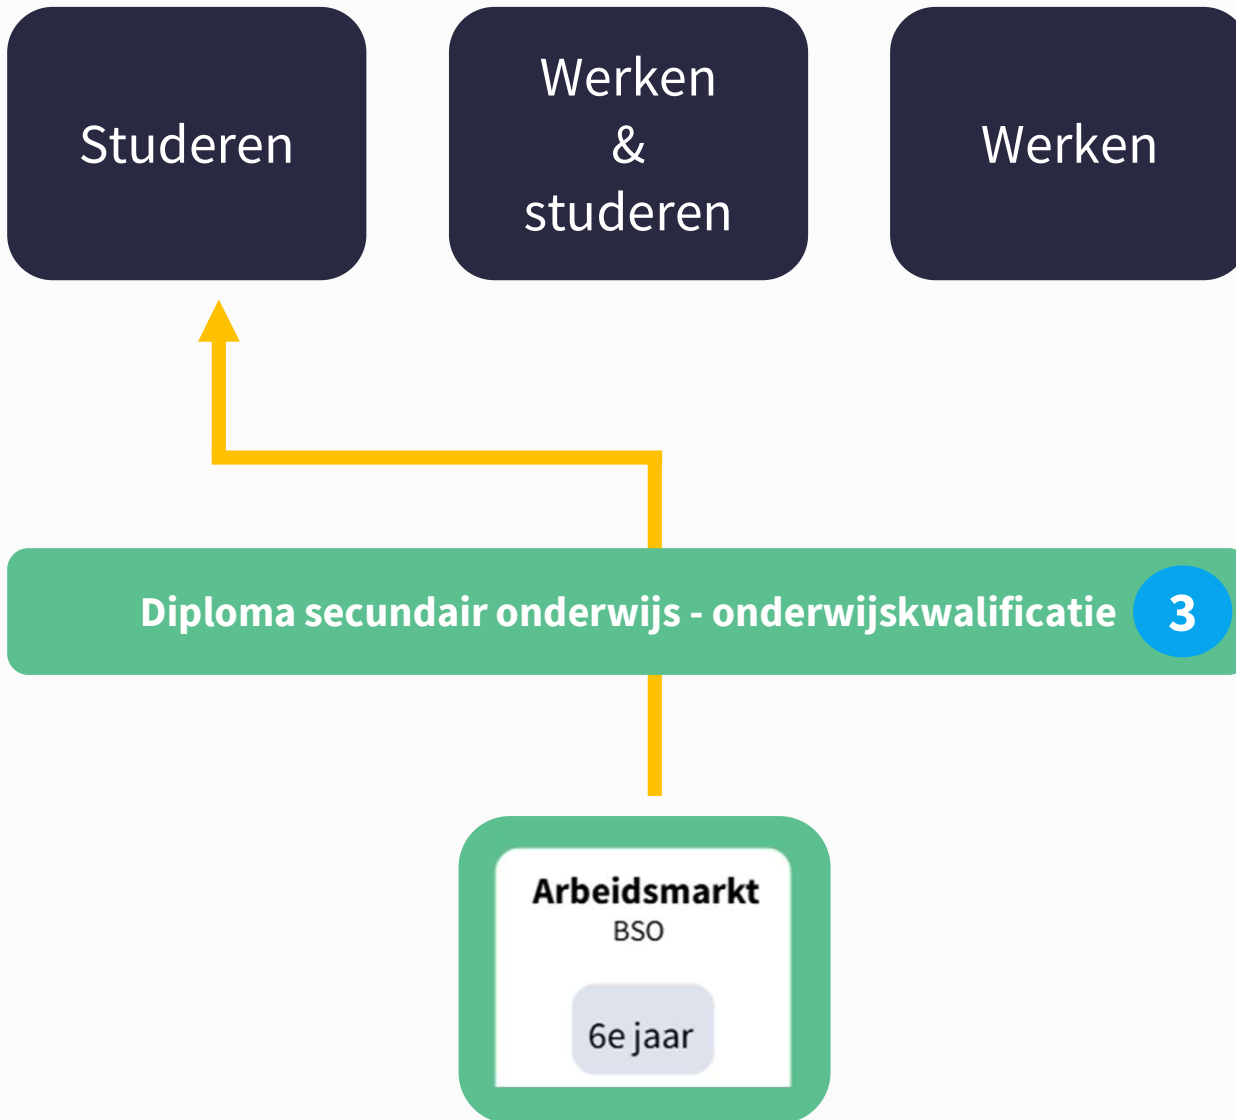 Studeren
Werken
&
studeren
Werken
Diploma secundair onderwijs - onderwijskwalificatie 3
Arbeidsmarkt
BSO
6e jaar